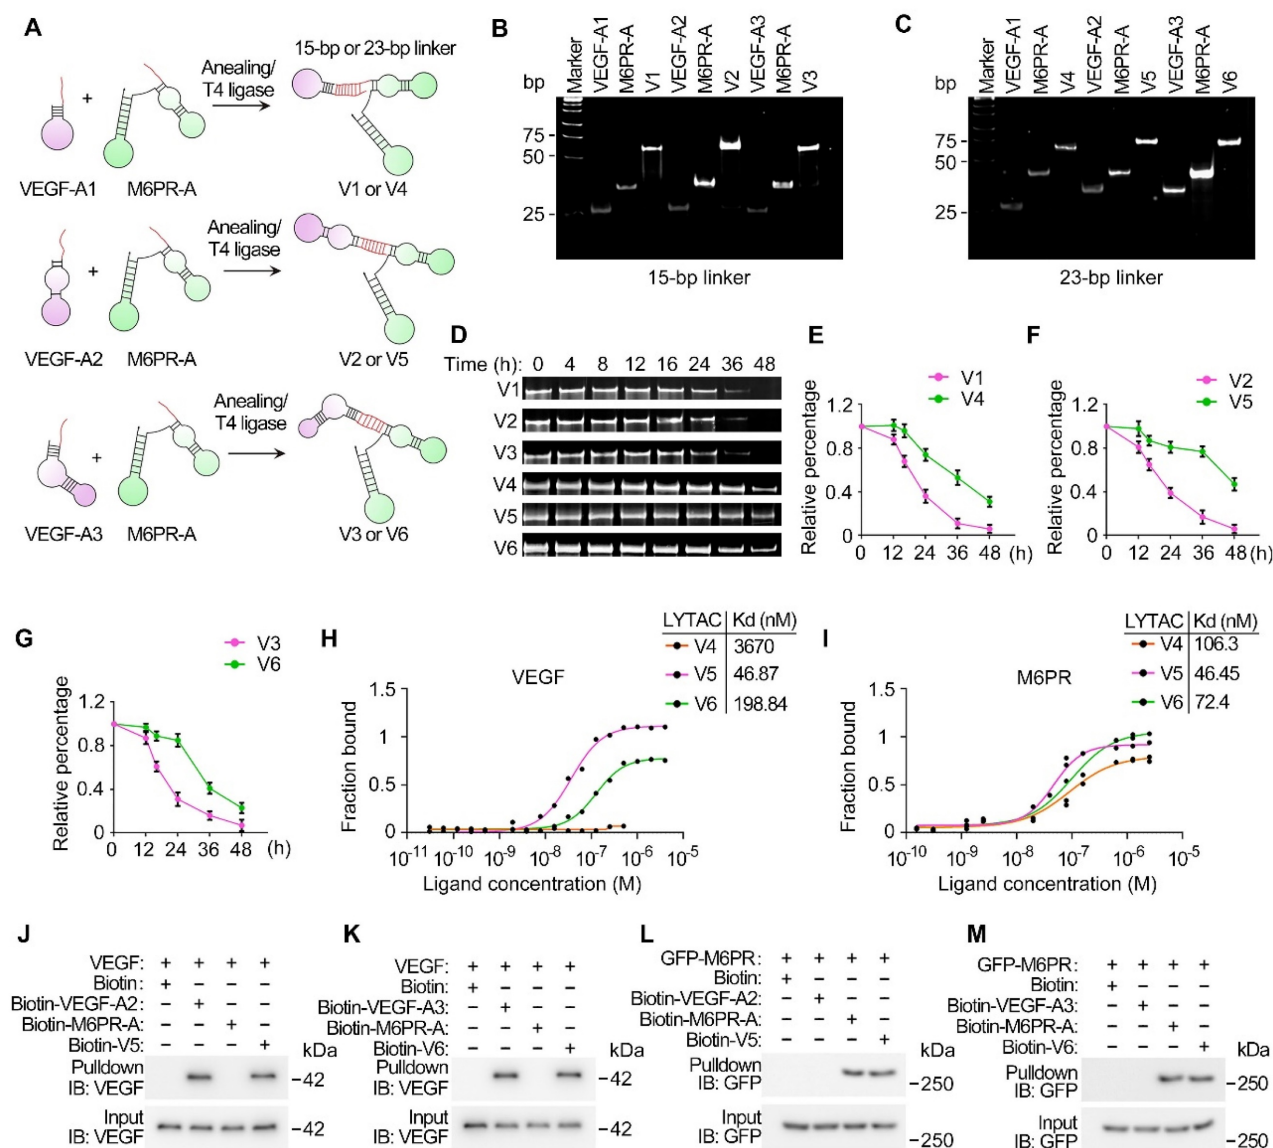 A
15-bp or 23-bp linker
Anealing/
T4 ligase
+
VEGF-A1
M6PR-A
V1 or V4
Anealing/
T4 ligase
+
VEGF-A2
M6PR-A
V2 or V5
Anealing/
T4 ligase
+
VEGF-A3
M6PR-A
V3 or V6
B
bp
Marker
VEGF-A1
M6PR-A
V1
VEGF-A2
M6PR-A
V2
VEGF-A3
M6PR-A
V3
75
50
25
15-bp linker
C
bp
Marker
VEGF-A1
M6PR-A
V4
VEGF-A2
M6PR-A
V5
VEGF-A3
M6PR-A
V6
75
50
25
23-bp linker
D
Time (h): 0 4 8 12 16 24 36 48
V1
V2
V3
V4
V5
V6
E
V1
V4
Relative percentage
1.2
0.8
0.4
0
0 12 24 36 48 (h)
F
V2
V5
Relative percentage
1.2
0.8
0.4
0
0 12 24 36 48 (h)
G
V3
V6
Relative percentage
1.2
0.8
0.4
0
0 12 24 36 48 (h)
H
LYTAC Kd (nM)
V4 3670
V5 46.87
V6 198.84
VEGF
Fraction bound
1.5
1
0.5
0
10-11 10-10 10-9 10-8 10-7 10-6 10-5
Ligand concentration (M)
I
LYTAC Kd (nM)
V4 106.3
V5 46.45
V6 72.4
M6PR
Fraction bound
1.5
1
0.5
0
10-10 10-9 10-8 10-7 10-6 10-5
Ligand concentration (M)
J
VEGF: + + + +
Biotin: + – – –
Biotin-VEGF-A2: – + – –
Biotin-M6PR-A: – – + –
Biotin-V5: – – – +
kDa
Pulldown
IB: VEGF
–42
Input
IB: VEGF
–42
K
VEGF: + + + +
Biotin: + – – –
Biotin-VEGF-A3: – + – –
Biotin-M6PR-A: – – + –
Biotin-V6: – – – +
kDa
Pulldown
IB: VEGF
–42
Input
IB: VEGF
–42
L
GFP-M6PR: + + + +
Biotin: + – – –
Biotin-VEGF-A2: – + – –
Biotin-M6PR-A: – – + –
Biotin-V5: – – – +
kDa
Pulldown
IB: GFP
–250
Input
IB: GFP
–250
M
GFP-M6PR: + + + +
Biotin: + – – –
Biotin-VEGF-A3: – + – –
Biotin-M6PR-A: – – + –
Biotin-V6: – – – +
kDa
Pulldown
IB: GFP
–250
Input
IB: GFP
–250